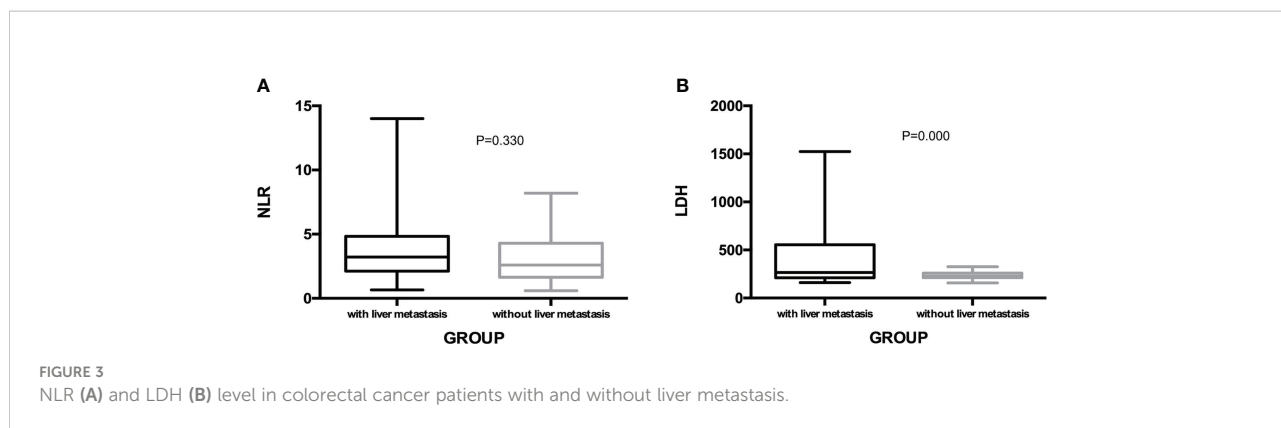 A
15
10
5
0
NLR
P=0.330
with liver metastasis
without liver metastasis
GROUP
B
2000
1500
1000
500
0
LDH
P=0.000
with liver metastasis
without liver metastasis
GROUP
FIGURE 3
NLR (A) and LDH (B) level in colorectal cancer patients with and without liver metastasis.